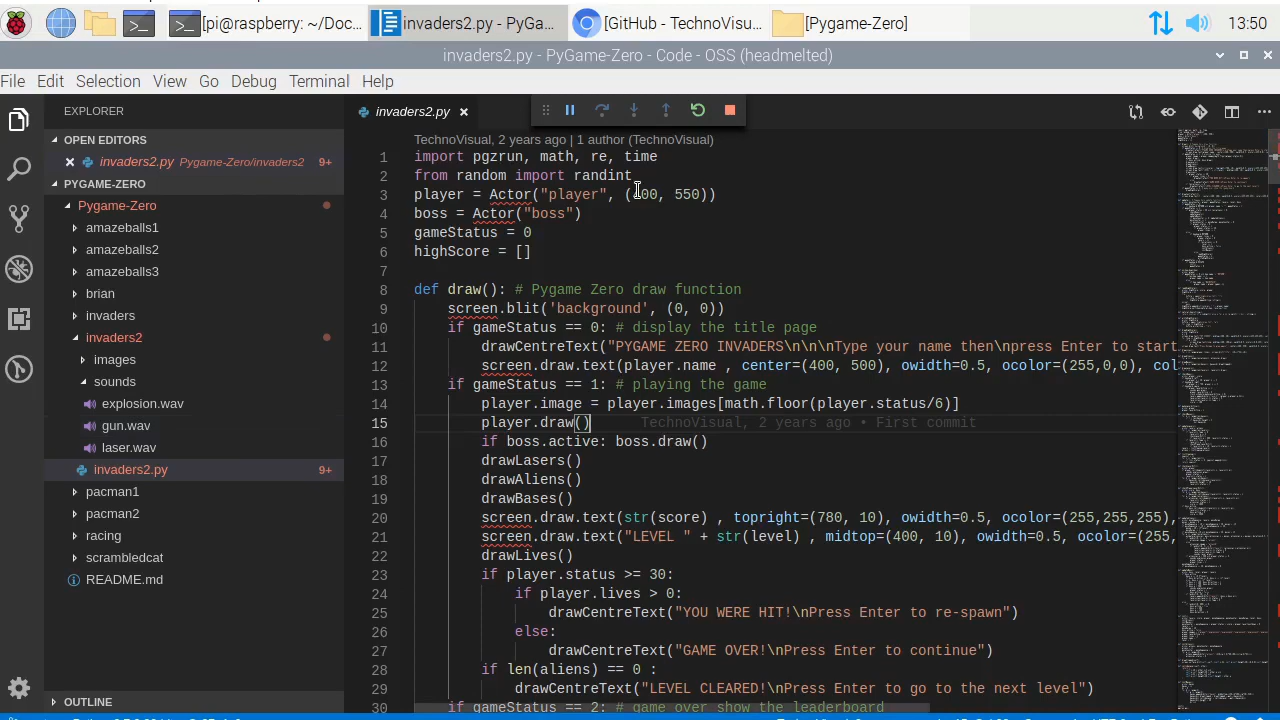 [pi@raspberry: ~/Doc...
invaders2.py - PyGa...
[GitHub - TechnoVisu...
[Pygame-Zero]
13:50
invaders2.py - PyGame-Zero - Code - OSS (headmelted)
File Edit Selection View Go Debug Terminal Help
EXPLORER
OPEN EDITORS
invaders2.py Pygame-Zero/invaders2 9+
PYGAME-ZERO
Pygame-Zero
amazeballs1
amazeballs2
amazeballs3
brian
invaders
invaders2
images
sounds
explosion.wav
gun.wav
laser.wav
invaders2.py 9+
pacman1
pacman2
racing
scrambledcat
README.md
OUTLINE
invaders2.py
TechnoVisual, 2 years ago | 1 author (TechnoVisual)
1 import pgzrun, math, re, time
2 from random import randint
3 player = Actor("player", (400, 550))
4 boss = Actor("boss")
5 gameStatus = 0
6 highScore = []
7
8 def draw(): # Pygame Zero draw function
9 screen.blit('background', (0, 0))
10 if gameStatus == 0: # display the title page
11 drawCentreText("PYGAME ZERO INVADERS\n\n\nType your name then\npress Enter to start
12 screen.draw.text(player.name , center=(400, 500), owidth=0.5, ocolor=(255,0,0), col
13 if gameStatus == 1: # playing the game
14 player.image = player.images[math.floor(player.status/6)]
15 player.draw() TechnoVisual, 2 years ago • First commit
16 if boss.active: boss.draw()
17 drawLasers()
18 drawAliens()
19 drawBases()
20 screen.draw.text(str(score) , topright=(780, 10), owidth=0.5, ocolor=(255,255,255),
21 screen.draw.text("LEVEL " + str(level) , midtop=(400, 10), owidth=0.5, ocolor=(255,
22 drawLives()
23 if player.status >= 30:
24 if player.lives > 0:
25 drawCentreText("YOU WERE HIT!\nPress Enter to re-spawn")
26 else:
27 drawCentreText("GAME OVER!\nPress Enter to continue")
28 if len(aliens) == 0 :
29 drawCentreText("LEVEL CLEARED!\nPress Enter to go to the next level")
30 if gameStatus == 2: # game over show the leaderboard